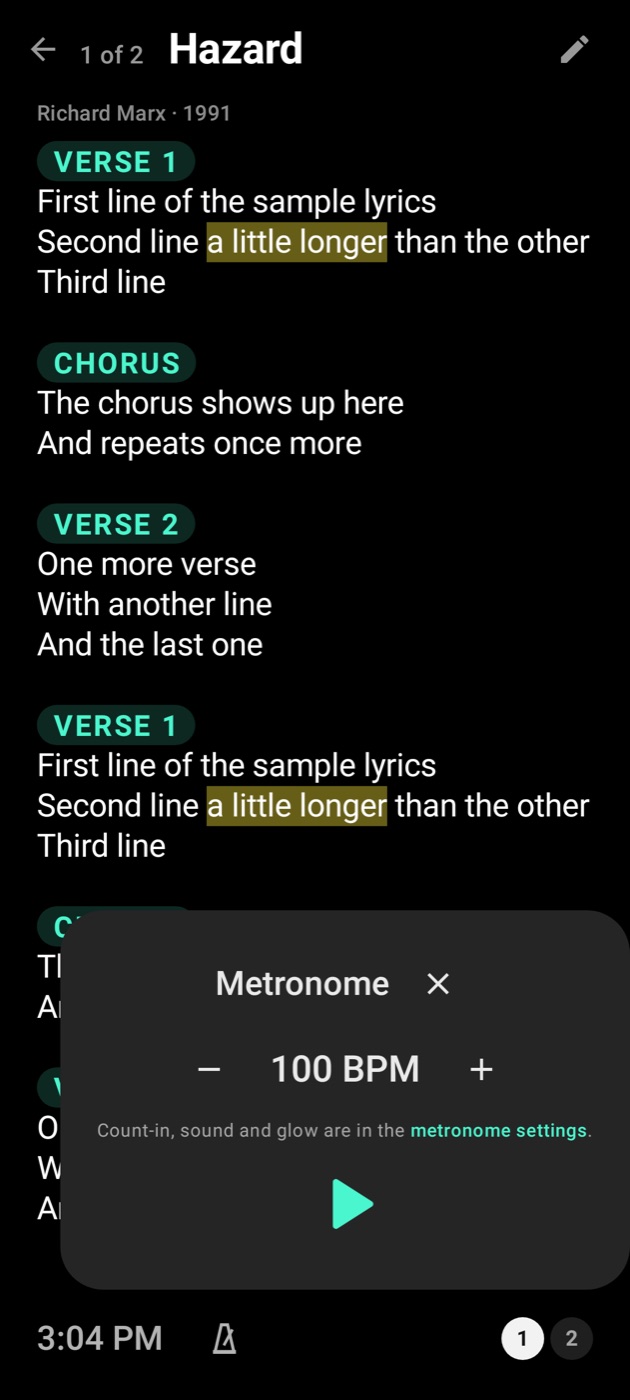 1 of 2 Hazard
Richard Marx · 1991
VERSE 1
First line of the sample lyrics
Second line a little longer than the other
Third line
CHORUS
The chorus shows up here
And repeats once more
VERSE 2
One more verse
With another line
And the last one
VERSE 1
First line of the sample lyrics
Second line a little longer than the other
Third line
Metronome
100 BPM
Count-in, sound and glow are in the metronome settings.
3:04 PM
1 2